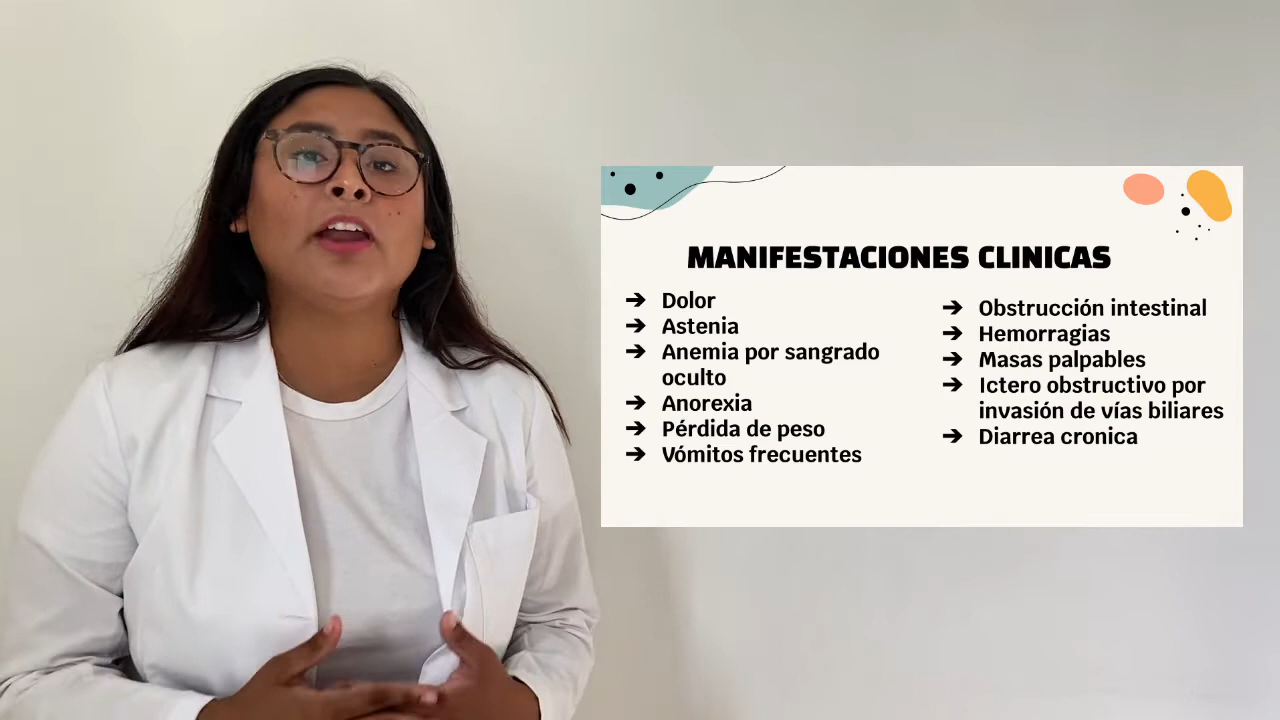 MANIFESTACIONES CLINICAS
➔ Dolor
➔ Astenia
➔ Anemia por sangrado
oculto
➔ Anorexia
➔ Pérdida de peso
➔ Vómitos frecuentes
➔ Obstrucción intestinal
➔ Hemorragias
➔ Masas palpables
➔ Ictero obstructivo por
invasión de vías biliares
➔ Diarrea cronica